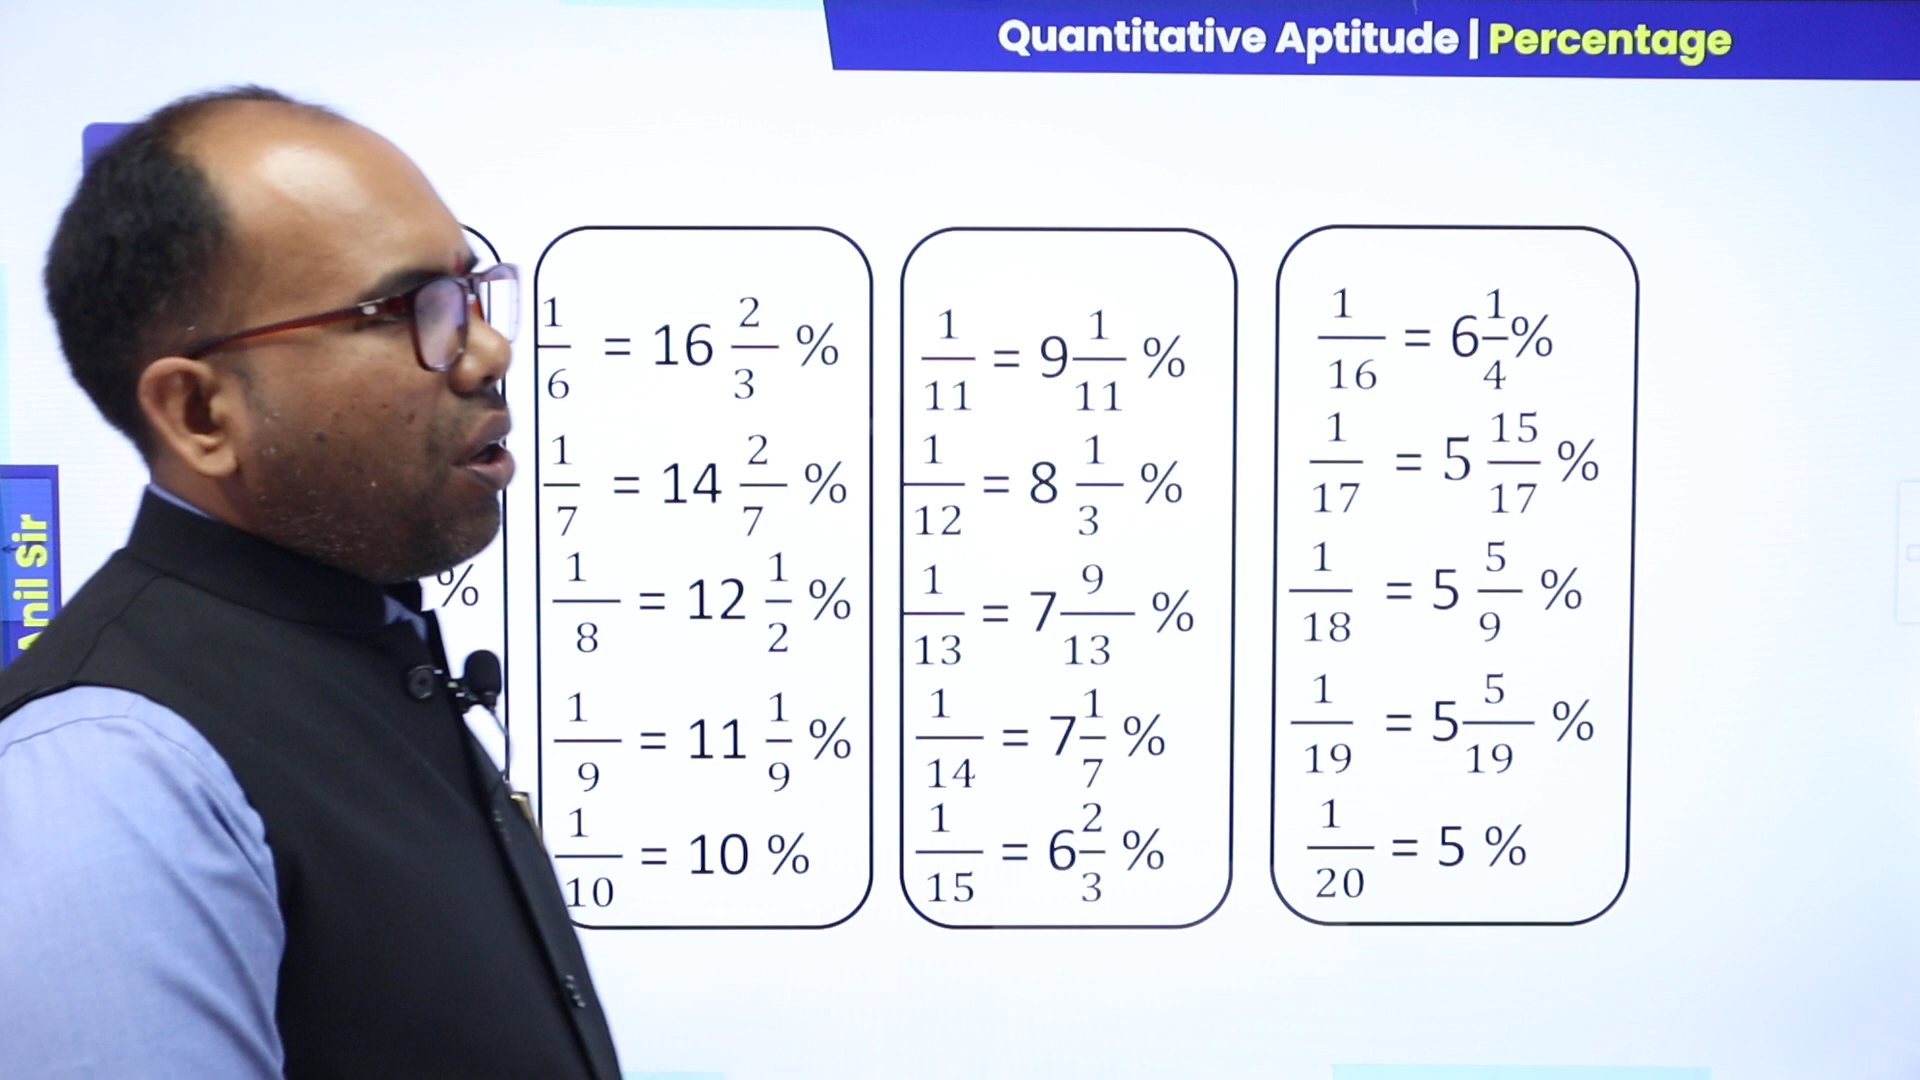 Quantitative Aptitude | Percentage
Anil Sir
%
1/6 = 16 2/3 %
1/7 = 14 2/7 %
1/8 = 12 1/2 %
1/9 = 11 1/9 %
1/10 = 10 %
1/11 = 9 1/11 %
1/12 = 8 1/3 %
1/13 = 7 9/13 %
1/14 = 7 1/7 %
1/15 = 6 2/3 %
1/16 = 6 1/4 %
1/17 = 5 15/17 %
1/18 = 5 5/9 %
1/19 = 5 5/19 %
1/20 = 5 %